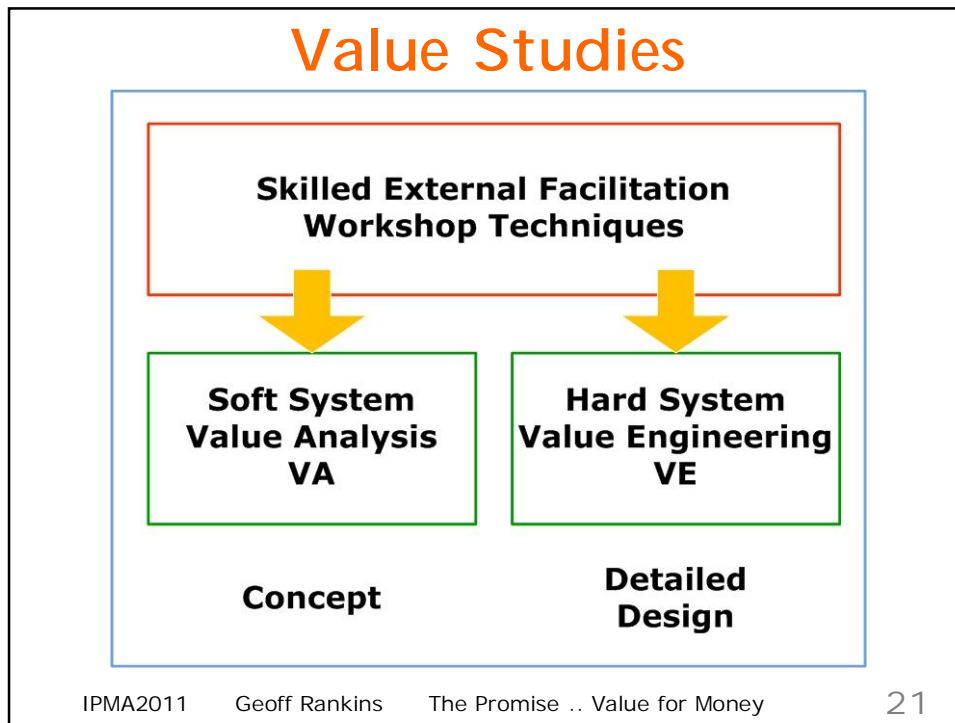 Value Studies
Skilled External Facilitation
Workshop Techniques
Soft System
Value Analysis
VA
Hard System
Value Engineering
VE
Concept
Detailed
Design
IPMA2011 Geoff Rankins The Promise .. Value for Money 21